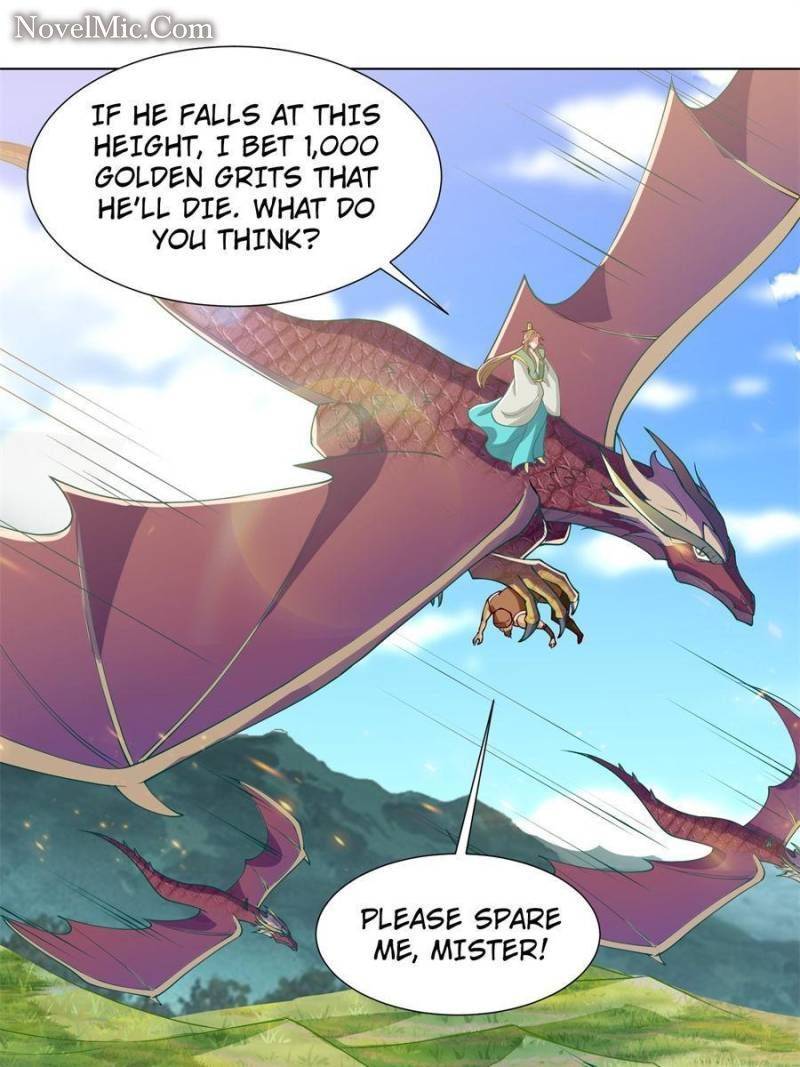 NovelMic.Com
IF HE FALLS AT THIS
HEIGHT, I BET 1,000
GOLDEN GRITS THAT
HE'LL DIE. WHAT DO
YOU THINK?
PLEASE SPARE
ME, MISTER!